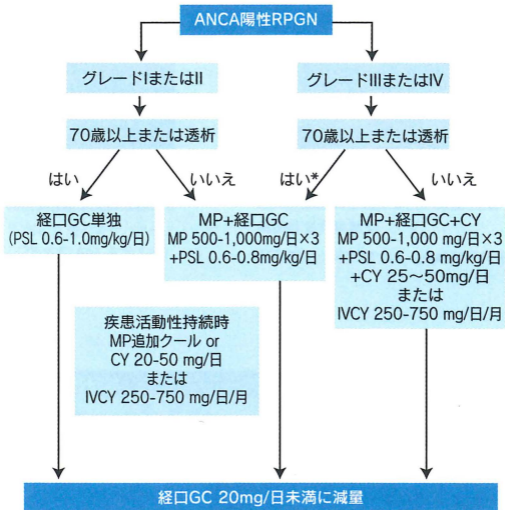 ANCA陽性RPGN
グレードIまたはII
グレードIIIまたはIV
70歳以上または透析
70歳以上または透析
はい
いいえ
はい*
いいえ
経口GC単独
(PSL 0.6-1.0mg/kg/日)
MP+経口GC
MP 500-1,000mg/日×3
+PSL 0.6-0.8mg/kg/日
MP+経口GC+CY
MP 500-1,000 mg/日×3
+PSL 0.6-0.8 mg/kg/日
+CY 25～50mg/日
または
IVCY 250-750 mg/日/月
疾患活動性持続時
MP追加クール or
CY 20-50 mg/日
または
IVCY 250-750 mg/日/月
経口GC 20mg/日未満に減量